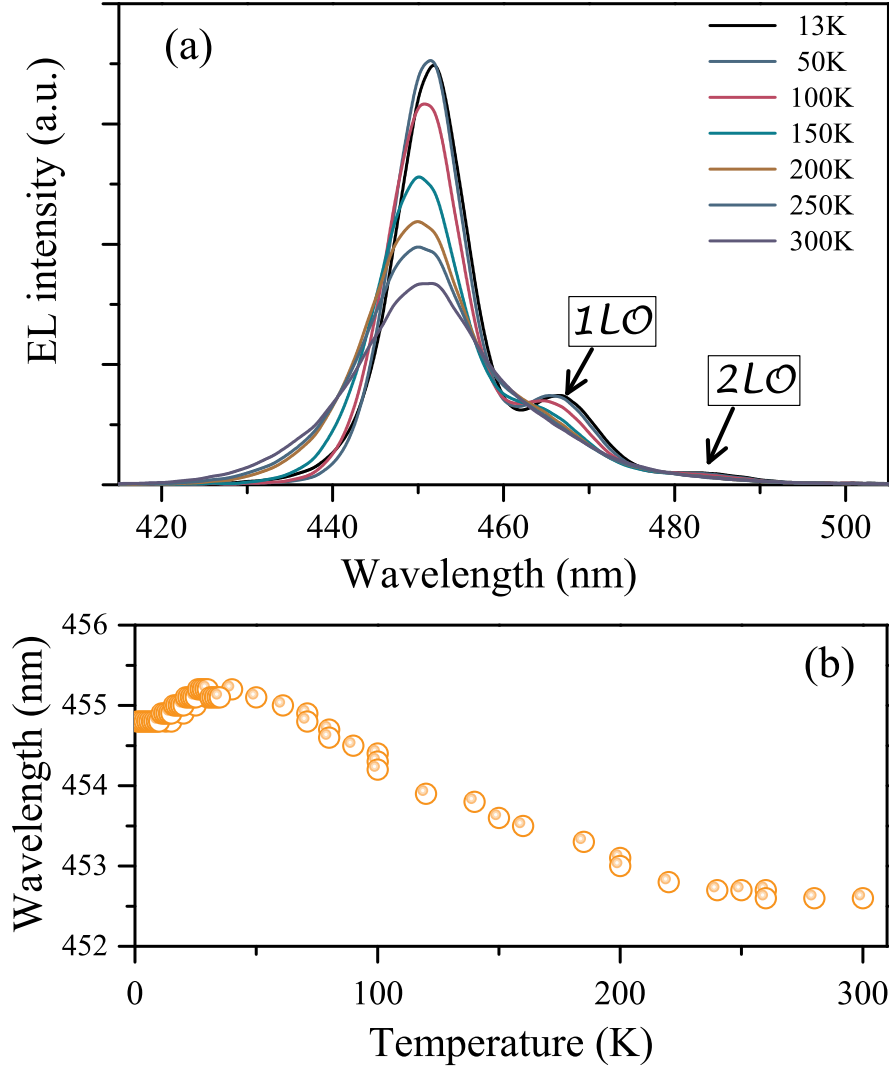 (a)
13K
50K
100K
150K
200K
250K
300K
1LO
2LO
EL intensity (a.u.)
420 440 460 480 500
Wavelength (nm)
(b)
456
455
454
453
452
Wavelength (nm)
0 100 200 300
Temperature (K)